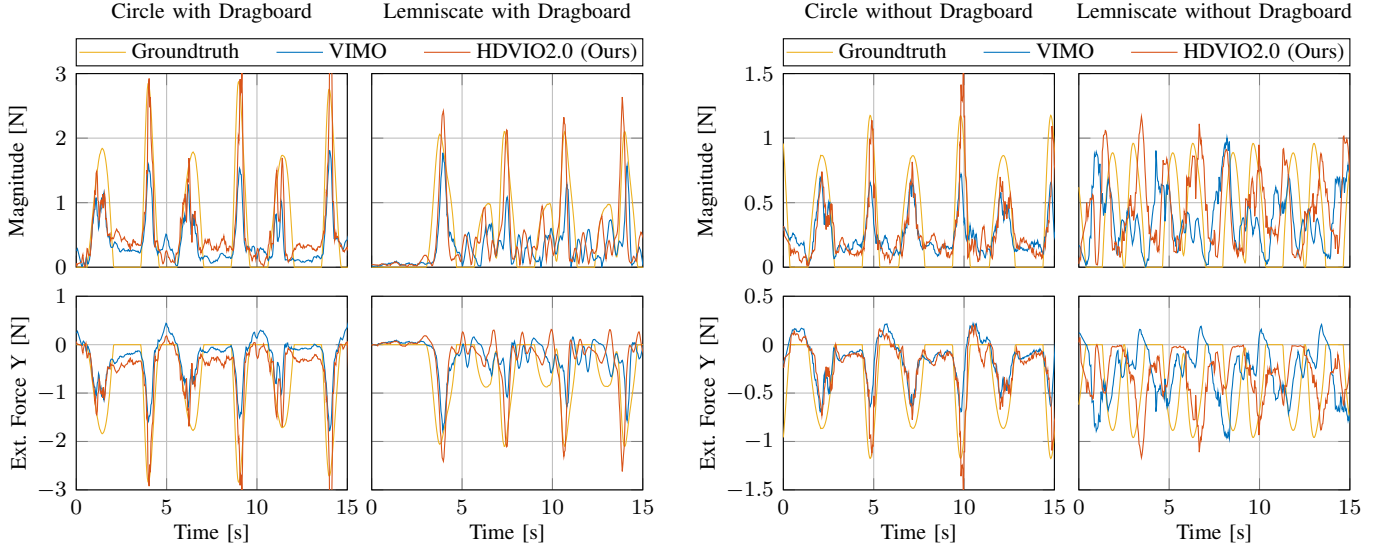 Circle with Dragboard Lemniscate with Dragboard
Groundtruth VIMO HDVIO2.0 (Ours)
3
2
1
0
Magnitude [N]
1
0
−1
−2
−3
Ext. Force Y [N]
0 5 10 15 0 5 10 15
Time [s] Time [s]
Circle without Dragboard Lemniscate without Dragboard
Groundtruth VIMO HDVIO2.0 (Ours)
1.5
1
0.5
0
Magnitude [N]
0.5
0
−0.5
−1
−1.5
Ext. Force Y [N]
0 5 10 15 0 5 10 15
Time [s] Time [s]